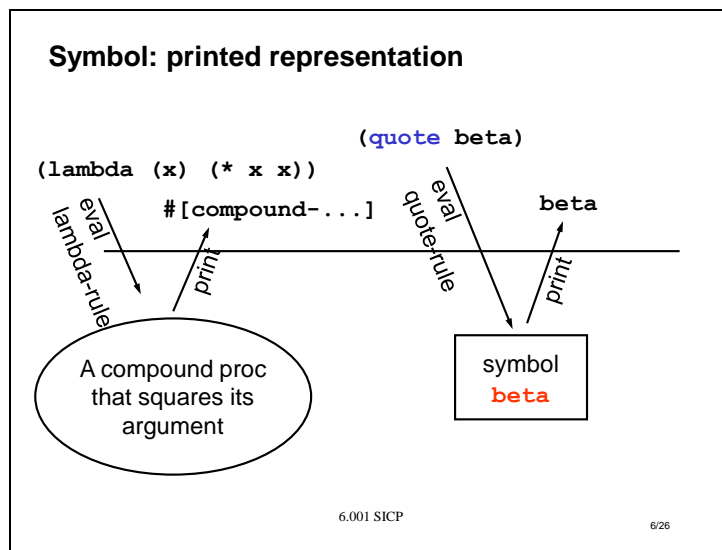 Symbol: printed representation
(quote beta)
(lambda (x) (* x x))
eval
lambda-rule
#[compound-...]
print
eval
quote-rule
beta
print
A compound proc
that squares its
argument
symbol
beta
6.001 SICP
6/26